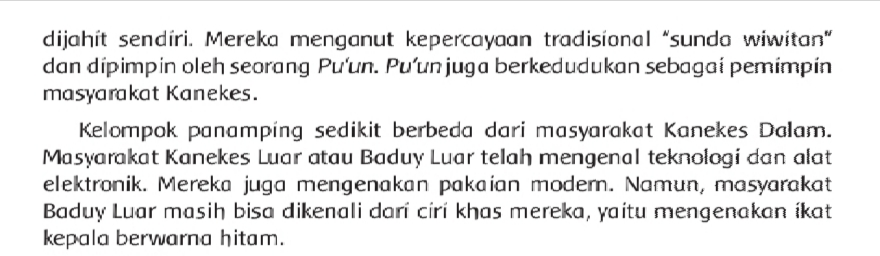 dijahit sendiri. Mereka menganut kepercayaan tradisional "sunda wiwitan"
dan dipimpin oleh seorang Pu'un. Pu'un juga berkedudukan sebagai pemimpin
masyarakat Kanekes.
Kelompok panamping sedikit berbeda dari masyarakat Kanekes Dalam.
Masyarakat Kanekes Luar atau Baduy Luar telah mengenal teknologi dan alat
elektronik. Mereka juga mengenakan pakaian modern. Namun, masyarakat
Baduy Luar masih bisa dikenali dari ciri khas mereka, yaitu mengenakan ikat
kepala berwarna hitam.